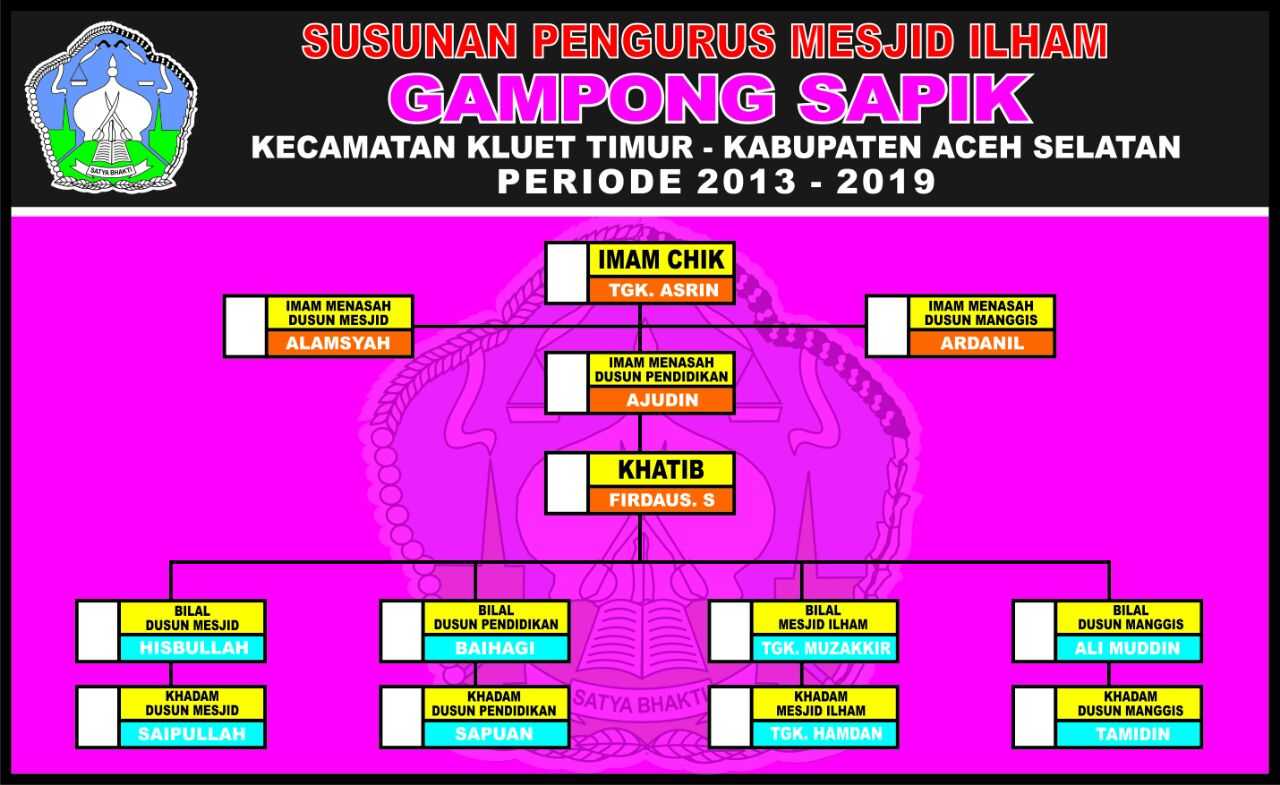 SUSUNAN PENGURUS MESJID ILHAM
GAMPONG SAPIK
KECAMATAN KLUET TIMUR - KABUPATEN ACEH SELATAN
PERIODE 2013 - 2019
SATYA BHAKTI
IMAM CHIK
TGK. ASRIN
IMAM MENASAH
DUSUN MESJID
ALAMSYAH
IMAM MENASAH
DUSUN MANGGIS
ARDANIL
IMAM MENASAH
DUSUN PENDIDIKAN
AJUDIN
KHATIB
FIRDAUS. S
BILAL
DUSUN MESJID
HISBULLAH
BILAL
DUSUN PENDIDIKAN
BAIHAGI
BILAL
MESJID ILHAM
TGK. MUZAKKIR
BILAL
DUSUN MANGGIS
ALI MUDDIN
KHADAM
DUSUN MESJID
SAIPULLAH
KHADAM
DUSUN PENDIDIKAN
SAPUAN
SATYA BHAKTI
KHADAM
MESJID ILHAM
TGK. HAMDAN
KHADAM
DUSUN MANGGIS
TAMIDIN